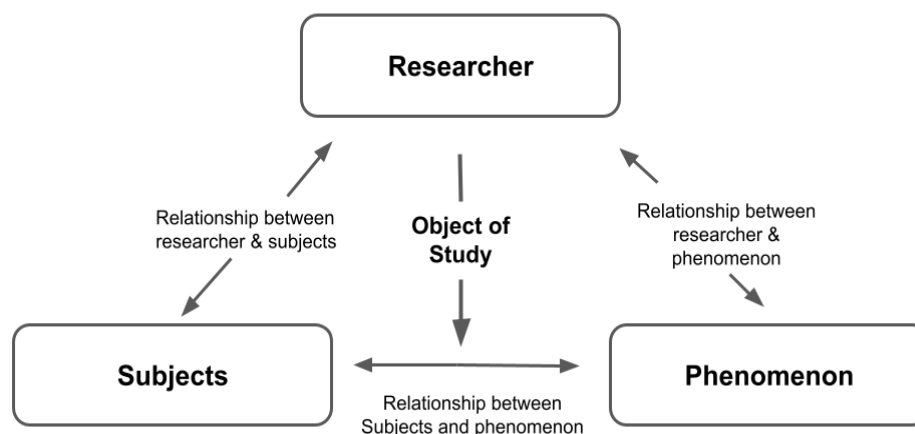 Researcher
Relationship between
researcher & subjects
Object of
Study
Relationship between
researcher &
phenomenon
Subjects
Phenomenon
Relationship between
Subjects and phenomenon